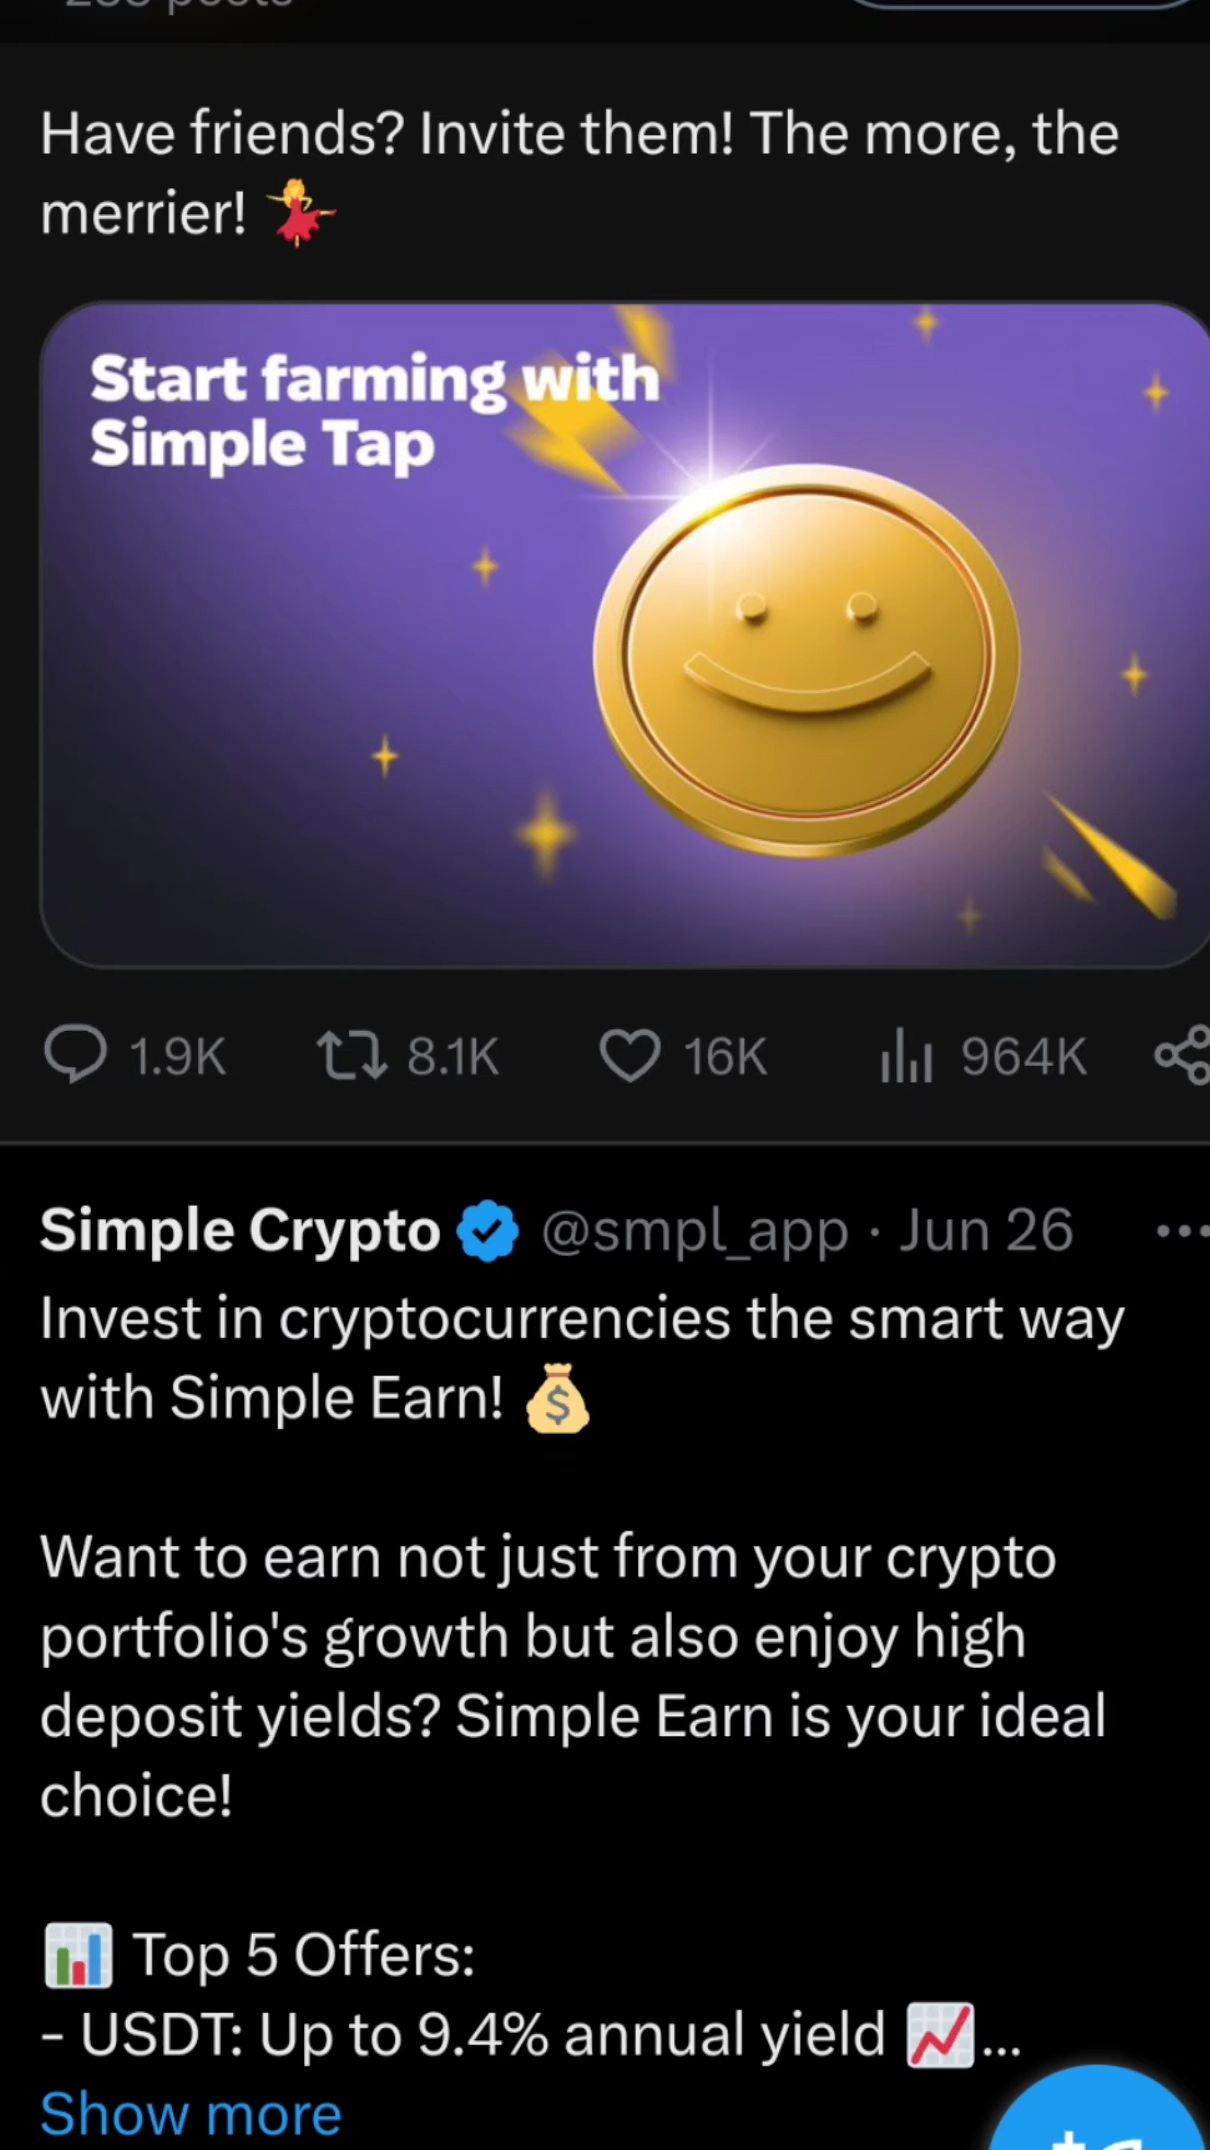 Have friends? Invite them! The more, the
merrier! 💃
Start farming with
Simple Tap
1.9K 8.1K 16K 964K
Simple Crypto @smpl_app · Jun 26
Invest in cryptocurrencies the smart way
with Simple Earn! 💰
Want to earn not just from your crypto
portfolio's growth but also enjoy high
deposit yields? Simple Earn is your ideal
choice!
📊 Top 5 Offers:
- USDT: Up to 9.4% annual yield 📈...
Show more